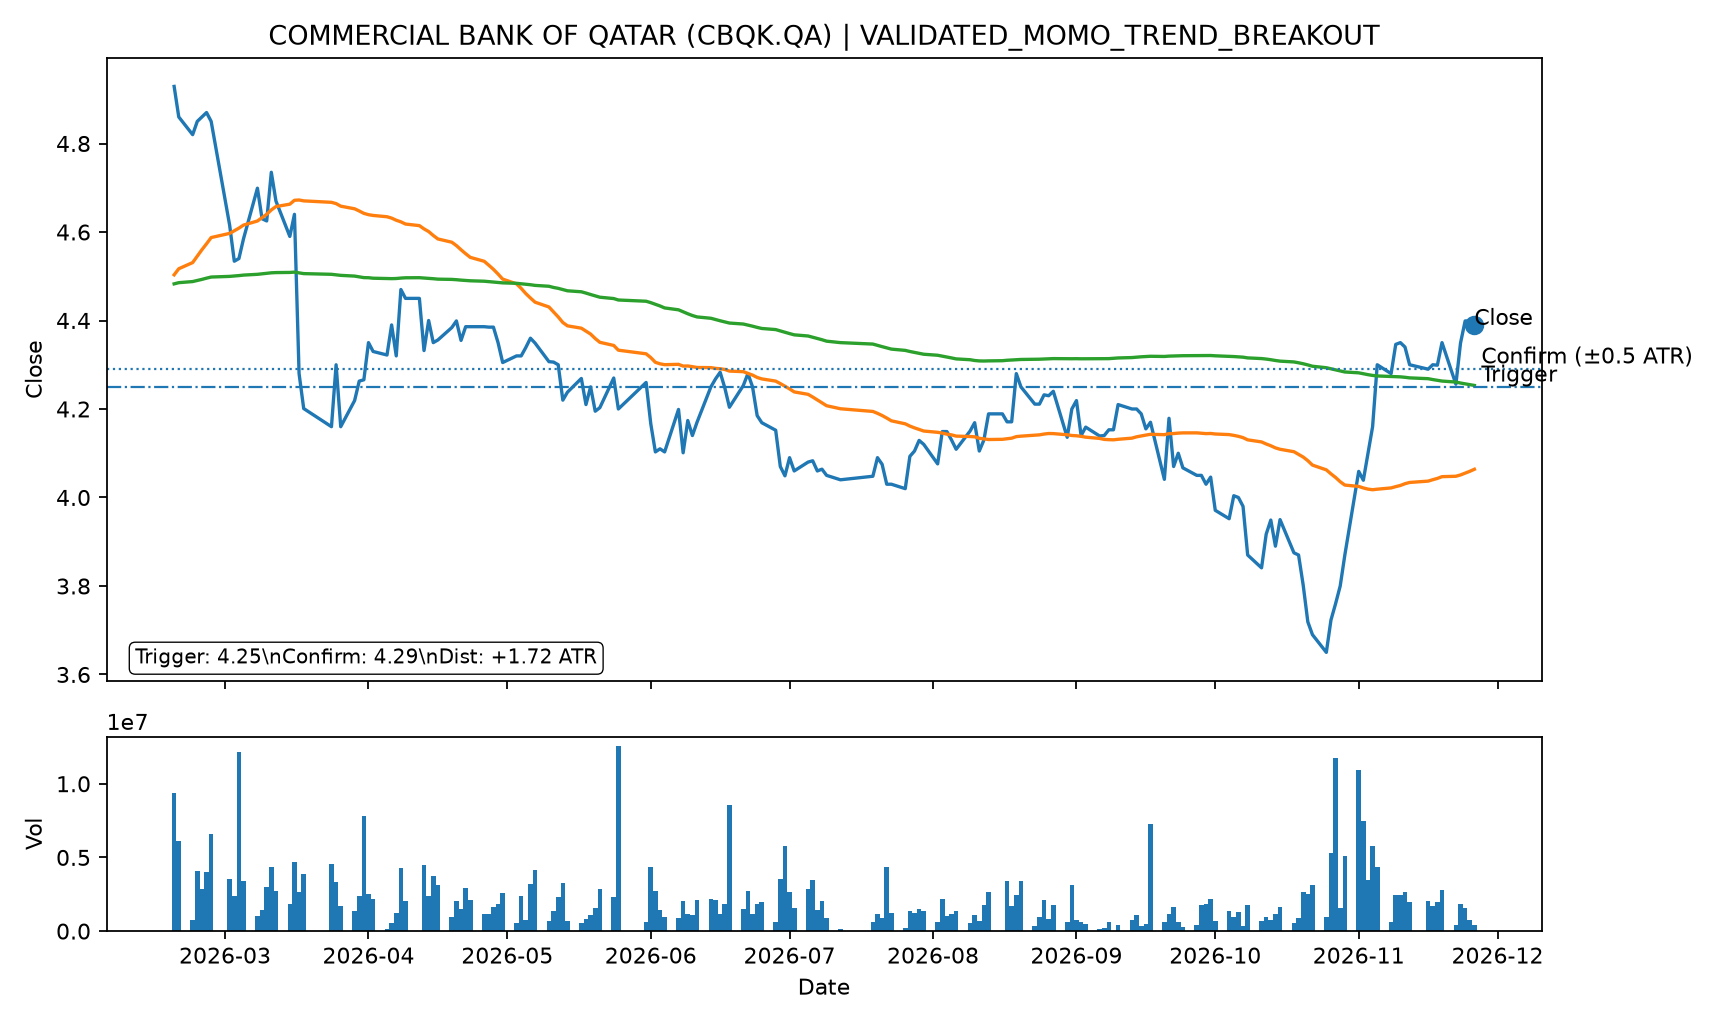 COMMERCIAL BANK OF QATAR (CBQK.QA) | VALIDATED_MOMO_TREND_BREAKOUT
Close
4.8
4.6
4.4
4.2
4.0
3.8
3.6
Close
Confirm (±0.5 ATR)
Trigger
Trigger: 4.25\nConfirm: 4.29\nDist: +1.72 ATR
1e7
Vol
1.0
0.5
0.0
2026-03 2026-04 2026-05 2026-06 2026-07 2026-08 2026-09 2026-10 2026-11 2026-12
Date